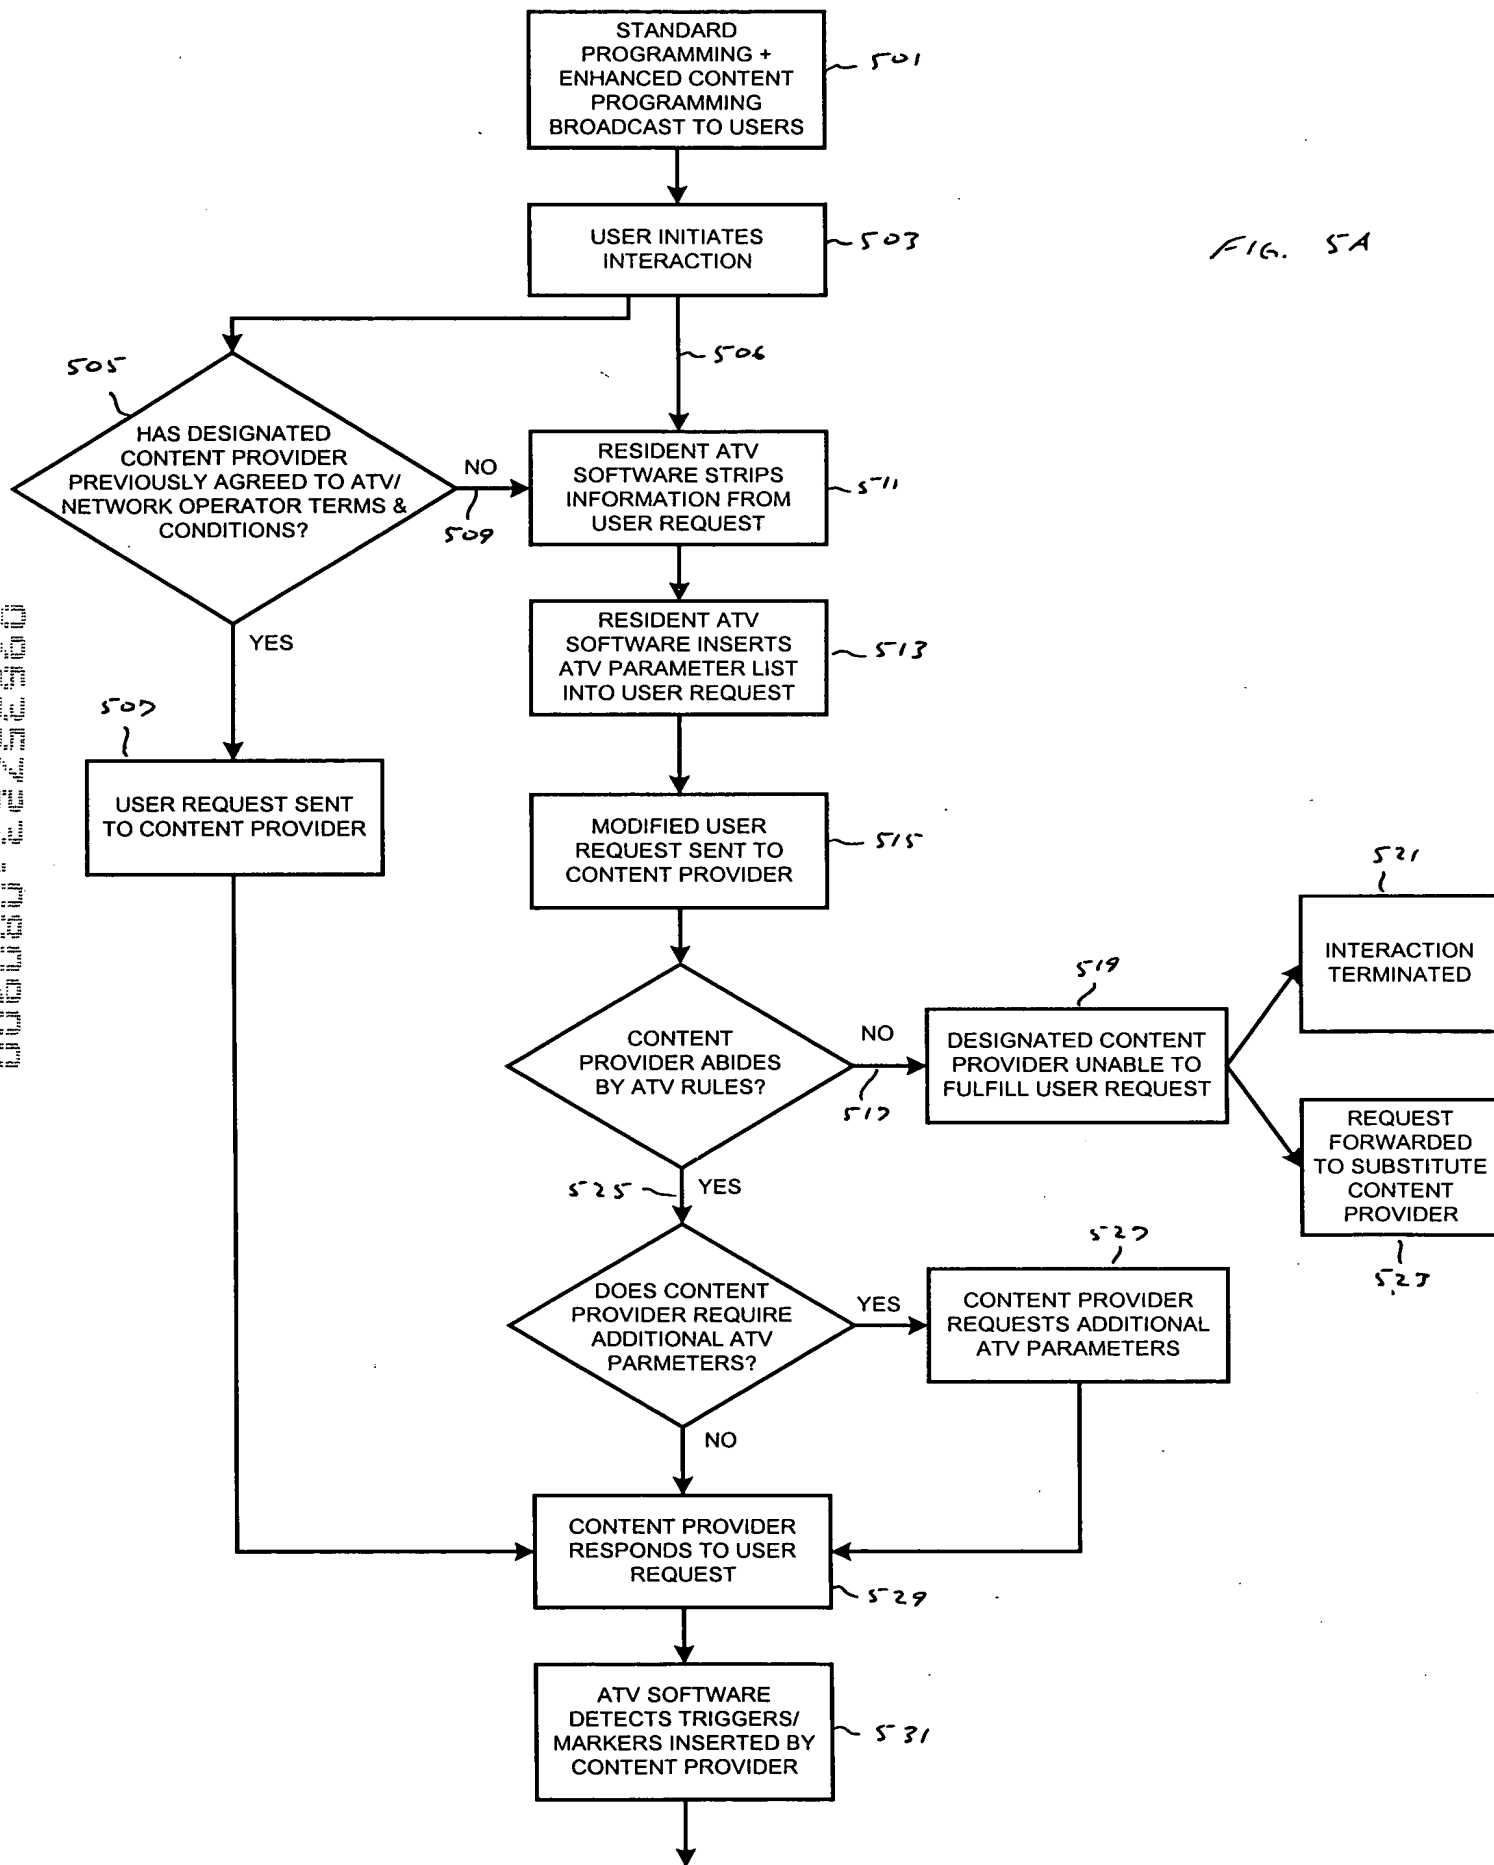 STANDARD
PROGRAMMING +
ENHANCED CONTENT
PROGRAMMING
BROADCAST TO USERS
501
USER INITIATES
INTERACTION
503
FIG. 5A
505
506
HAS DESIGNATED
CONTENT PROVIDER
PREVIOUSLY AGREED TO ATV/
NETWORK OPERATOR TERMS &
CONDITIONS?
NO
509
RESIDENT ATV
SOFTWARE STRIPS
INFORMATION FROM
USER REQUEST
511
YES
RESIDENT ATV
SOFTWARE INSERTS
ATV PARAMETER LIST
INTO USER REQUEST
513
507
USER REQUEST SENT
TO CONTENT PROVIDER
MODIFIED USER
REQUEST SENT TO
CONTENT PROVIDER
515
521
INTERACTION
TERMINATED
519
CONTENT
PROVIDER ABIDES
BY ATV RULES?
NO
517
DESIGNATED CONTENT
PROVIDER UNABLE TO
FULFILL USER REQUEST
REQUEST
FORWARDED
TO SUBSTITUTE
CONTENT
PROVIDER
523
525
YES
527
DOES CONTENT
PROVIDER REQUIRE
ADDITIONAL ATV
PARMETERS?
YES
CONTENT PROVIDER
REQUESTS ADDITIONAL
ATV PARAMETERS
NO
CONTENT PROVIDER
RESPONDS TO USER
REQUEST
529
ATV SOFTWARE
DETECTS TRIGGERS/
MARKERS INSERTED BY
CONTENT PROVIDER
531